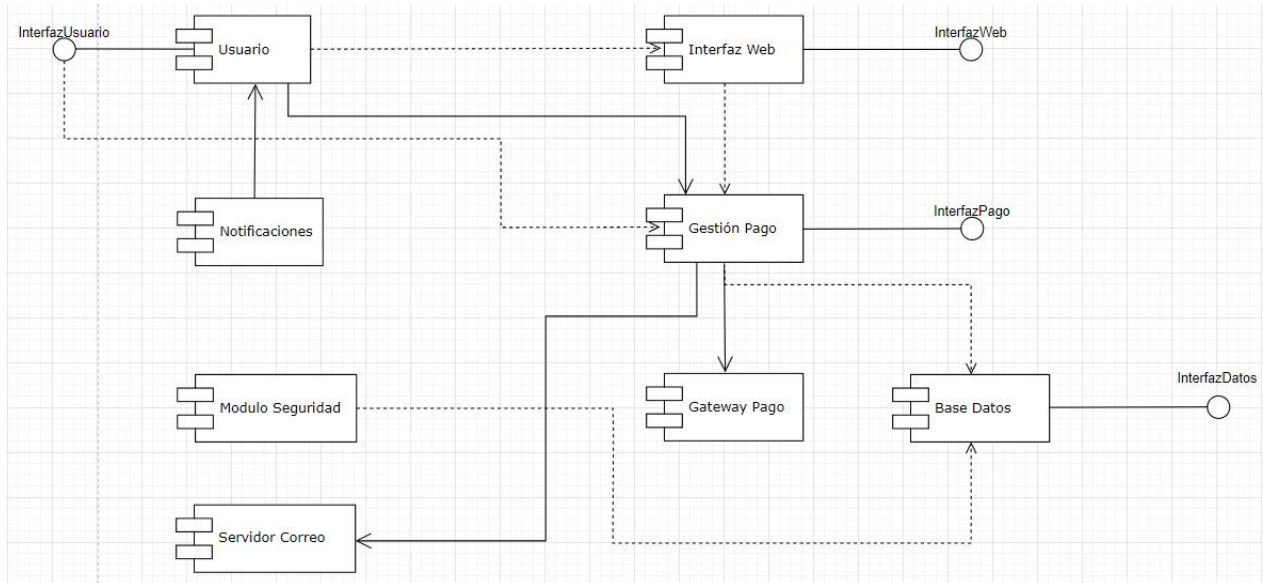 InterfazUsuario
Usuario
Interfaz Web
InterfazWeb
Notificaciones
Gestión Pago
InterfazPago
Modulo Seguridad
Gateway Pago
Base Datos
InterfazDatos
Servidor Correo